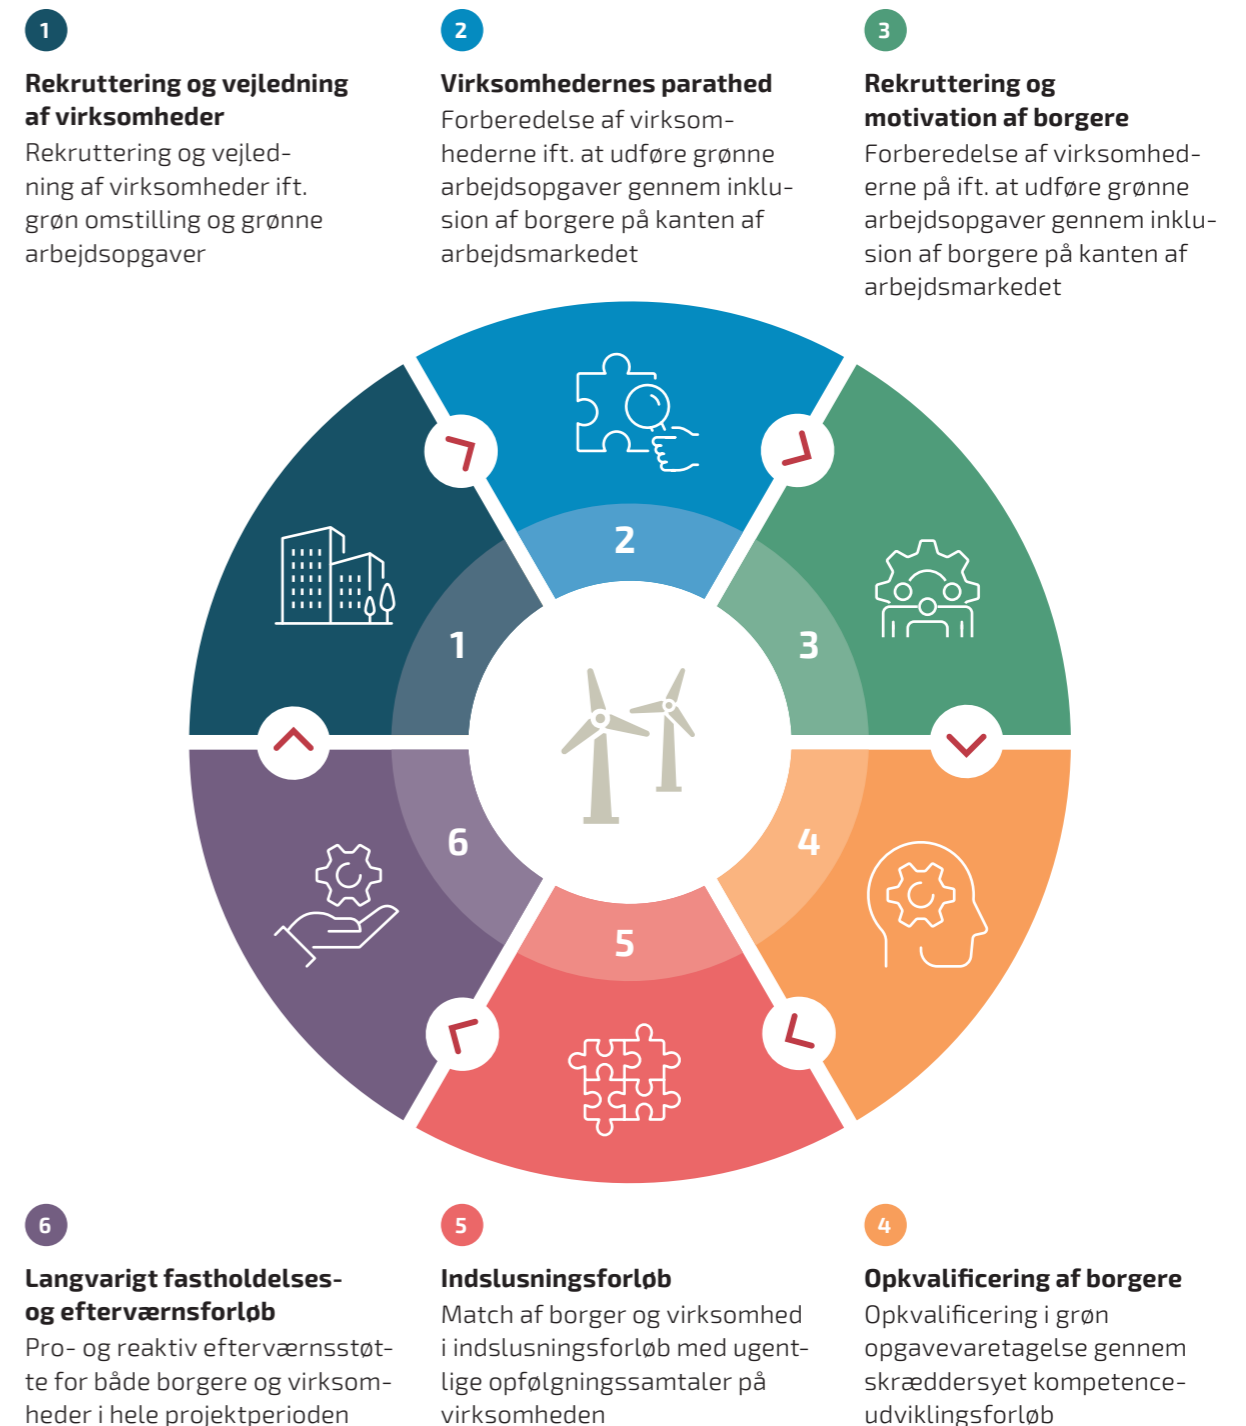 1
Rekruttering og vejledning
af virksomheder
Rekruttering og vejled-
ning af virksomheder ift.
grøn omstilling og grønne
arbejdsopgaver
2
Virksomhedernes parathed
Forberedelse af virksom-
hederne ift. at udføre grønne
arbejdsopgaver gennem inklu-
sion af borgere på kanten af
arbejdsmarkedet
3
Rekruttering og
motivation af borgere
Forberedelse af virksomhed-
erne på ift. at udføre grønne
arbejdsopgaver gennem inklu-
sion af borgere på kanten af
arbejdsmarkedet
2
1
3
6
4
5
6
Langvarigt fastholdelses-
og efterværnsforløb
Pro- og reaktiv efterværnsstøt-
te for både borgere og virksom-
heder i hele projektperioden
5
Indslusningsforløb
Match af borger og virksomhed
i indslusningsforløb med ugent-
lige opfølgningssamtaler på
virksomheden
4
Opkvalificering af borgere
Opkvalificering i grøn
opgavevaretagelse gennem
skræddersyet kompetence-
udviklingsforløb